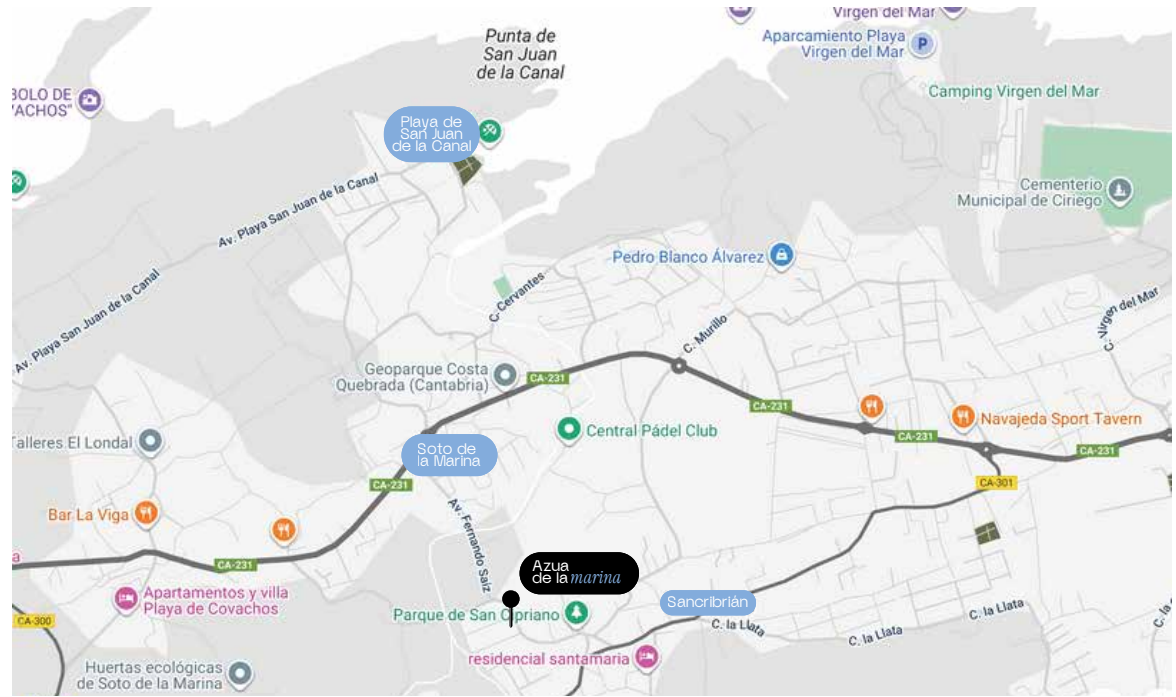 Virgen del Mar
Punta de
San Juan
de la Canal
Aparcamiento Playa
Virgen del Mar
P
BOLO DE
VACHOS"
Camping Virgen del Mar
Playa de
San Juan
de la Canal
Cementerio
Municipal de Ciriego
Av. Playa San Juan de la Canal
Pedro Blanco Álvarez
Av. Playa San Juan de la Canal
C. Cervantes
C. Murillo
C. Virgen del Mar
Geoparque Costa
Quebrada (Cantabria)
CA-231
CA-231
Navajeda Sport Tavern
Central Pádel Club
CA-231
CA-231
Talleres El Londal
Soto de
la Marina
CA-231
CA-301
Bar La Viga
Av. Fernando Saíz
CA-231
Azua
de la marina
Apartamentos y villa
Playa de Covachos
Parque de San Cipriano
Sancribrián
CA-300
C. la Llata
C. la Llata
C. la Llata
residencial santamaria
Huertas ecológicas
de Soto de la Marina